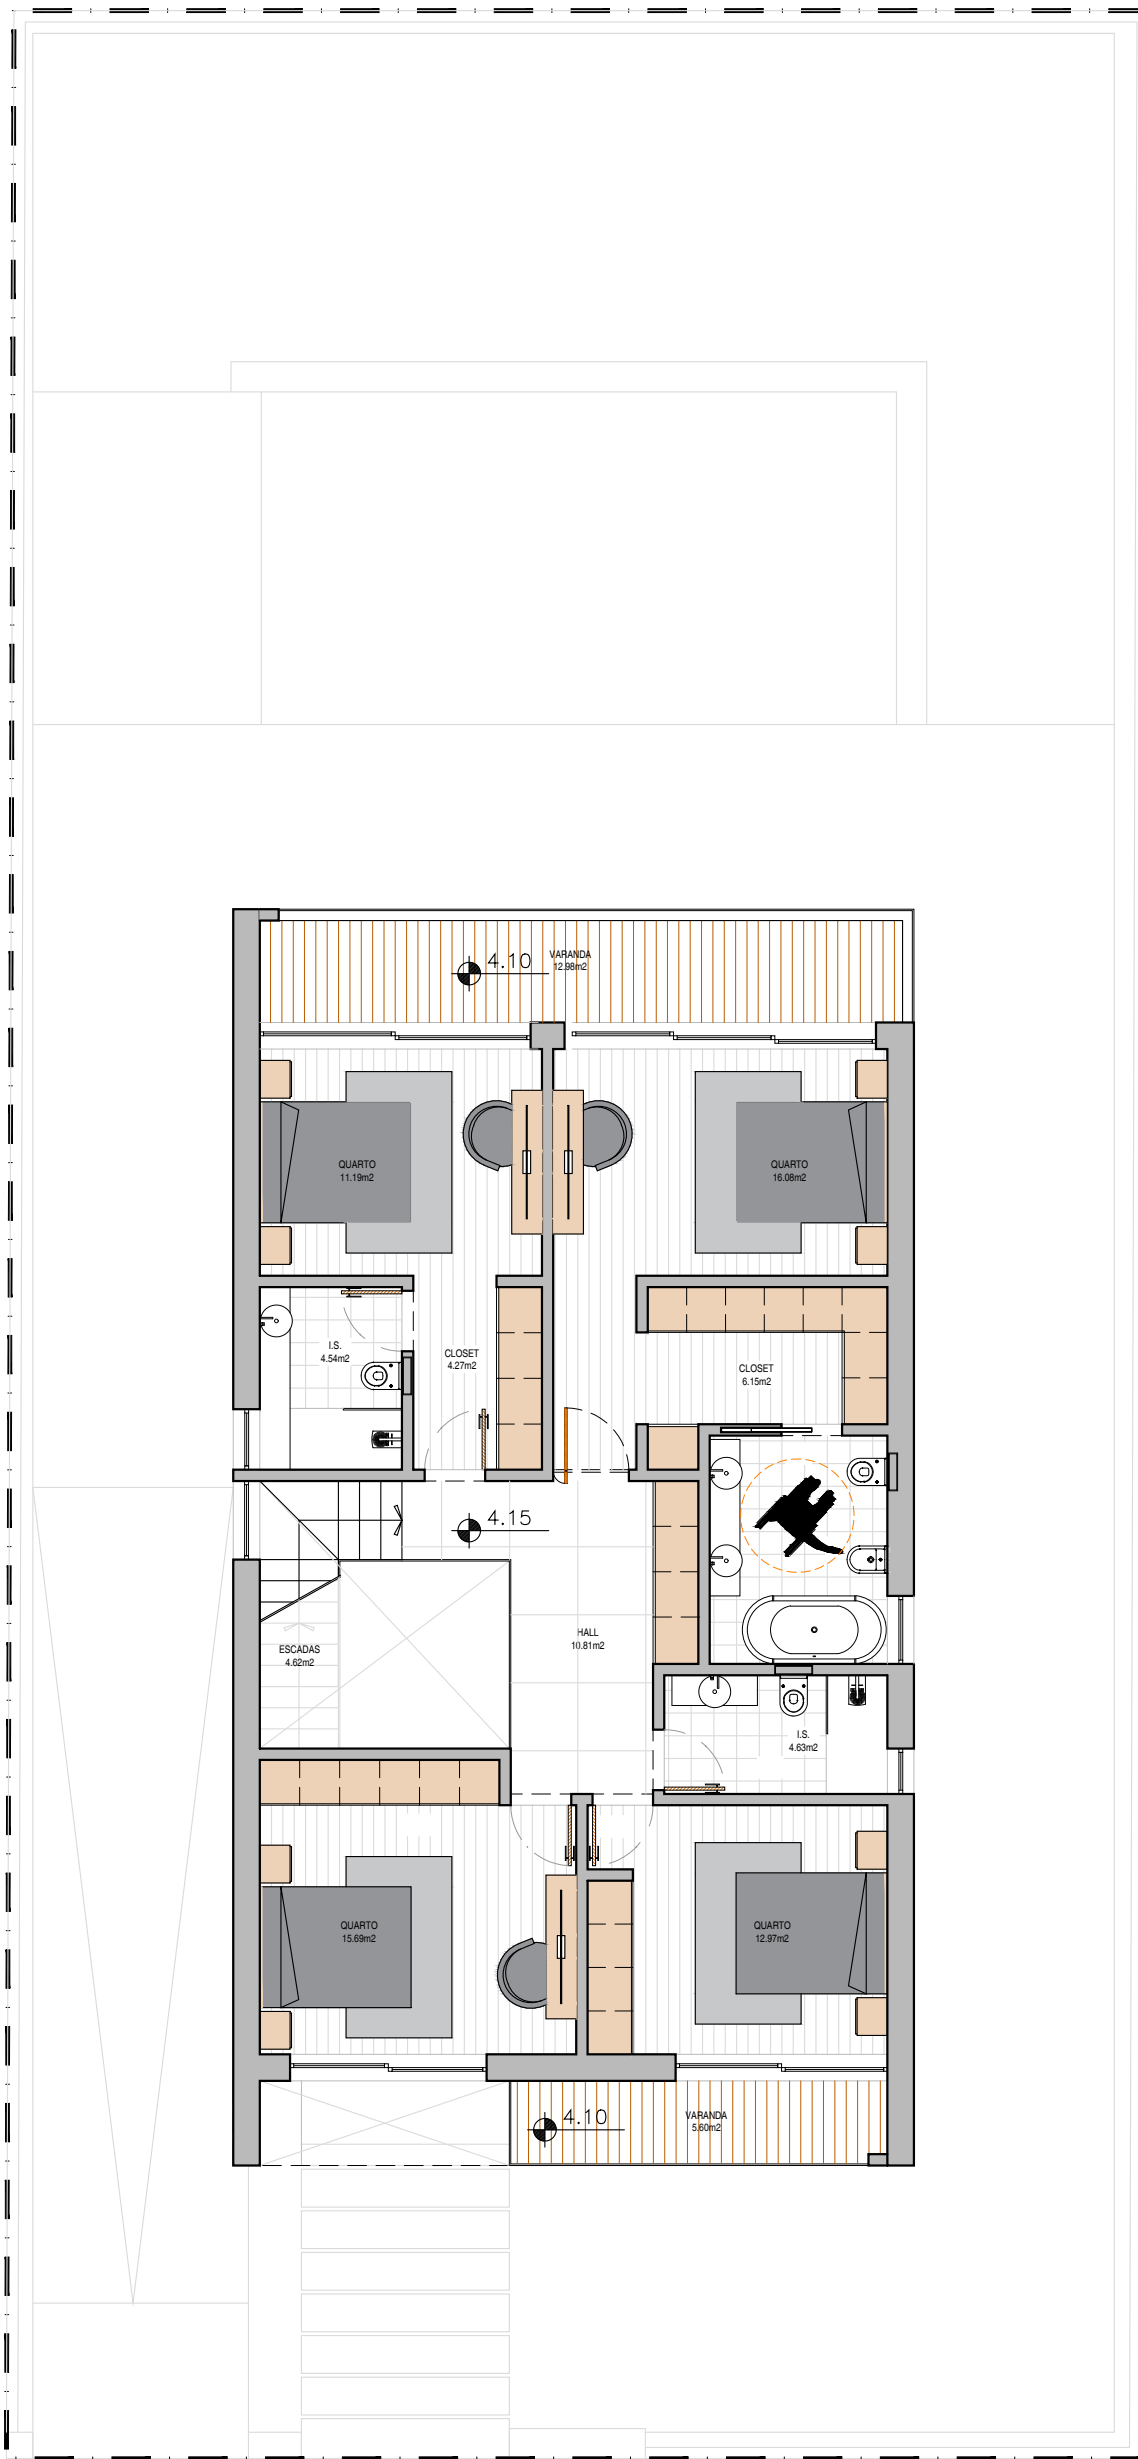 4.10
VARANDA
12.98m2
QUARTO
11.19m2
QUARTO
16.08m2
I.S.
4.54m2
CLOSET
4.27m2
CLOSET
6.15m2
4.15
ESCADAS
4.62m2
HALL
10.81m2
I.S.
4.63m2
QUARTO
15.69m2
QUARTO
12.97m2
4.10
VARANDA
5.60m2